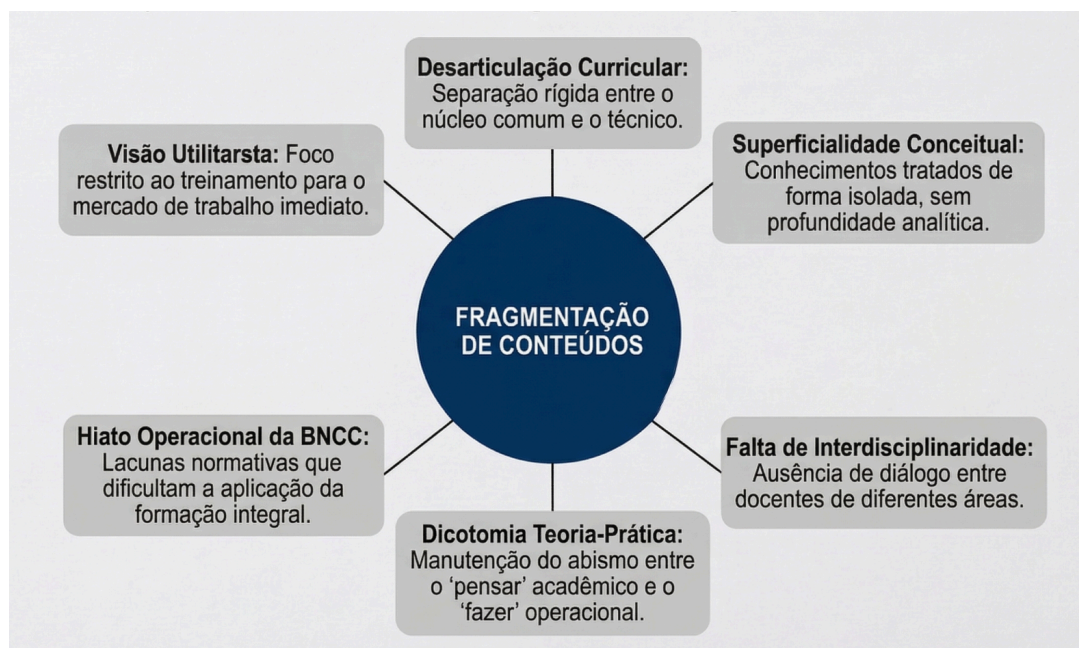 Desarticulação Curricular:
Separação rígida entre o
núcleo comum e o técnico.
Visão Utilitarsta: Foco
restrito ao treinamento para o
mercado de trabalho imediato.
Superficialidade Conceitual:
Conhecimentos tratados de
forma isolada, sem
profundidade analítica.
FRAGMENTAÇÃO
DE CONTEÚDOS
Hiato Operacional da BNCC:
Lacunas normativas que
dificultam a aplicação da
formação integral.
Falta de Interdisciplinaridade:
Ausência de diálogo entre
docentes de diferentes áreas.
Dicotomia Teoria-Prática:
Manutenção do abismo entre
o ‘pensar’ acadêmico e o
‘fazer’ operacional.